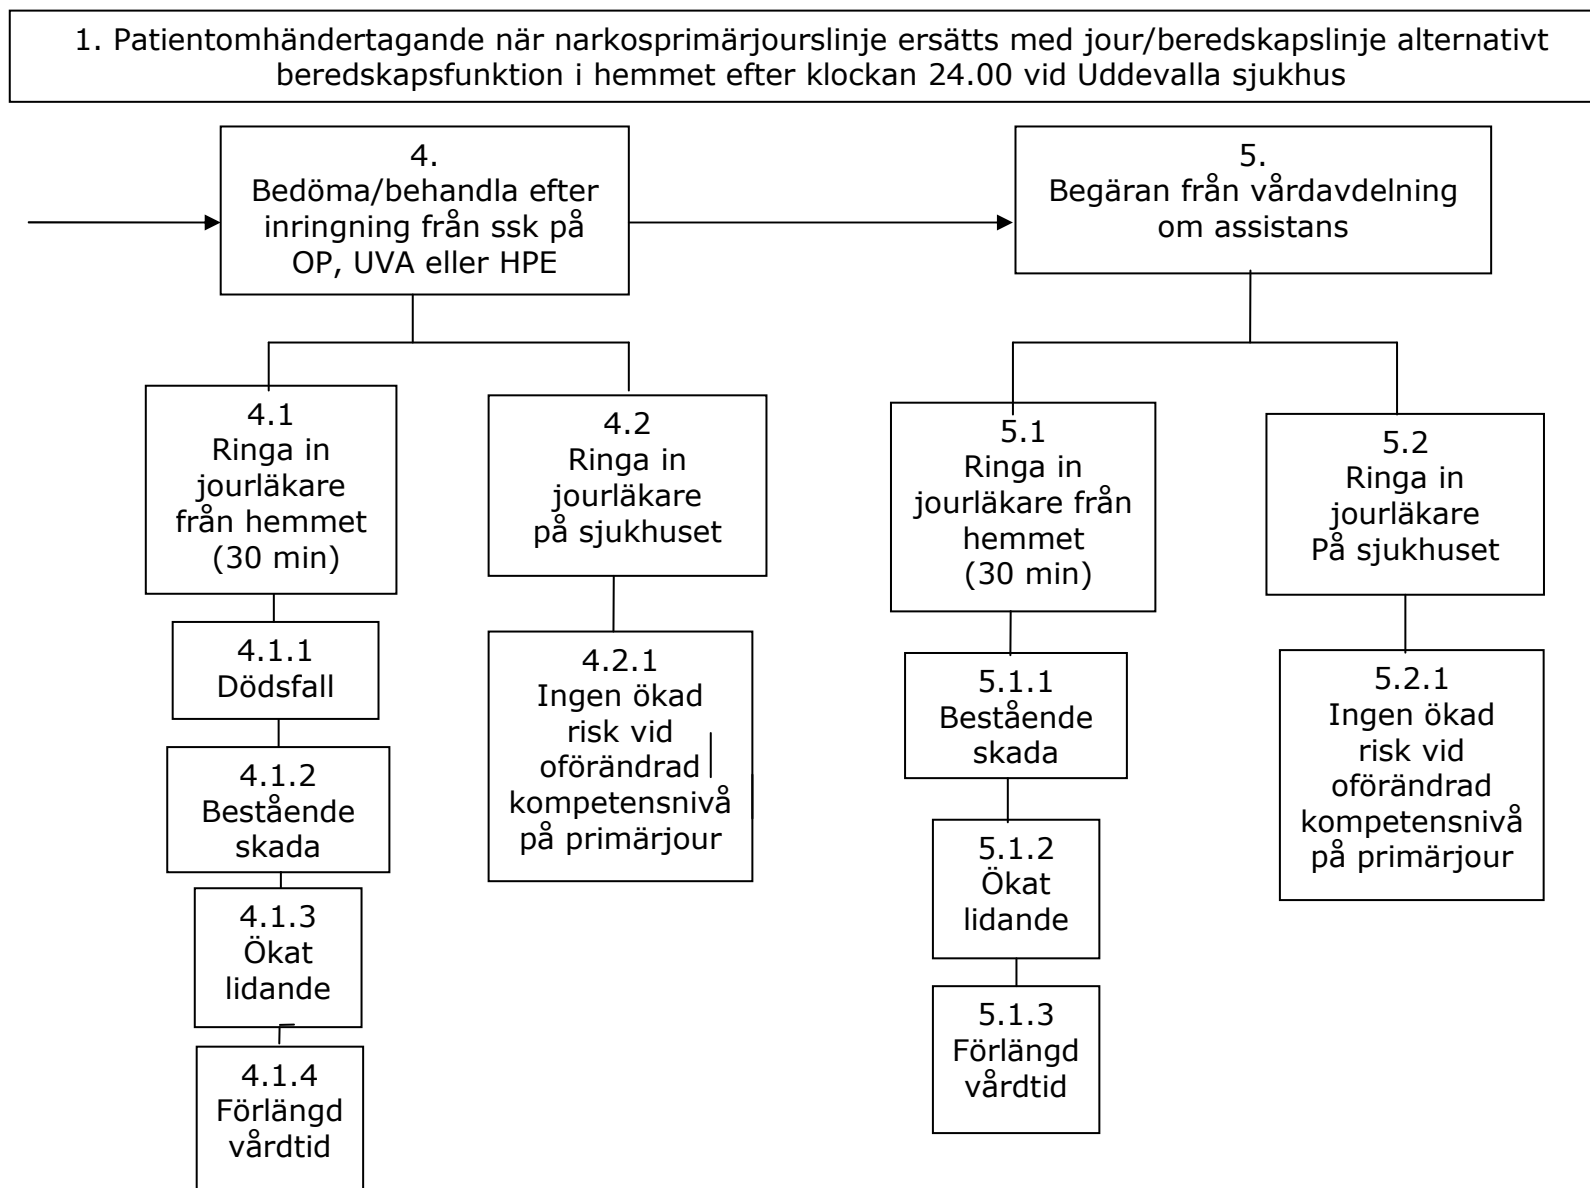 1. Patientomhändertagande när narkosprimärjourslinje ersätts med jour/beredskapslinje alternativt
beredskapsfunktion i hemmet efter klockan 24.00 vid Uddevalla sjukhus
4.
Bedöma/behandla efter
inringning från ssk på
OP, UVA eller HPE
5.
Begäran från vårdavdelning
om assistans
4.1
Ringa in
jourläkare
från hemmet
(30 min)
4.2
Ringa in
jourläkare
på sjukhuset
5.1
Ringa in
jourläkare från
hemmet
(30 min)
5.2
Ringa in
jourläkare
På sjukhuset
4.1.1
Dödsfall
4.1.2
Bestående
skada
4.1.3
Ökat
lidande
4.1.4
Förlängd
vårdtid
4.2.1
Ingen ökad
risk vid
oförändrad
kompetensnivå
på primärjour
5.1.1
Bestående
skada
5.1.2
Ökat
lidande
5.1.3
Förlängd
vårdtid
5.2.1
Ingen ökad
risk vid
oförändrad
kompetensnivå
på primärjour